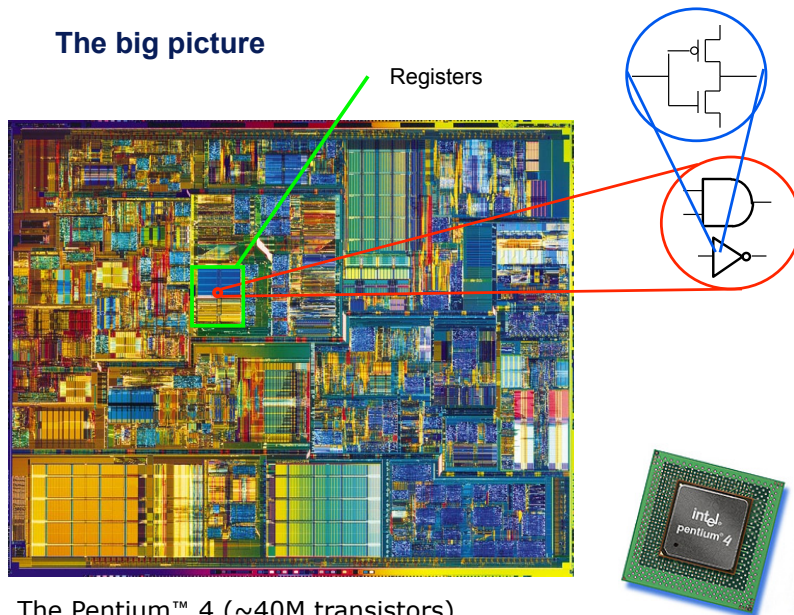 The big picture
Registers
intel®
pentium® 4
The Pentium™ 4 (~40M transistors)